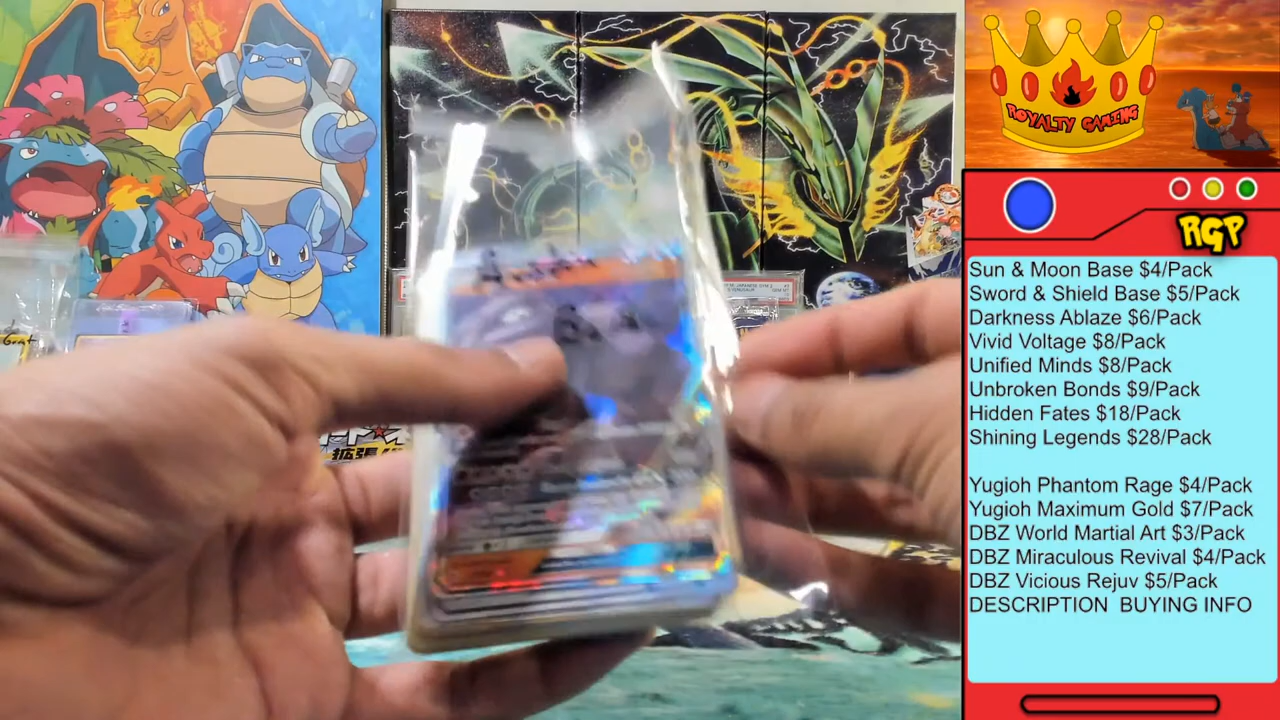 ROYALTY GAMING
RGP
Sun & Moon Base $4/Pack
Sword & Shield Base $5/Pack
Darkness Ablaze $6/Pack
Vivid Voltage $8/Pack
Unified Minds $8/Pack
Unbroken Bonds $9/Pack
Hidden Fates $18/Pack
Shining Legends $28/Pack
Yugioh Phantom Rage $4/Pack
Yugioh Maximum Gold $7/Pack
DBZ World Martial Art $3/Pack
DBZ Miraculous Revival $4/Pack
DBZ Vicious Rejuv $5/Pack
DESCRIPTION BUYING INFO
拡張